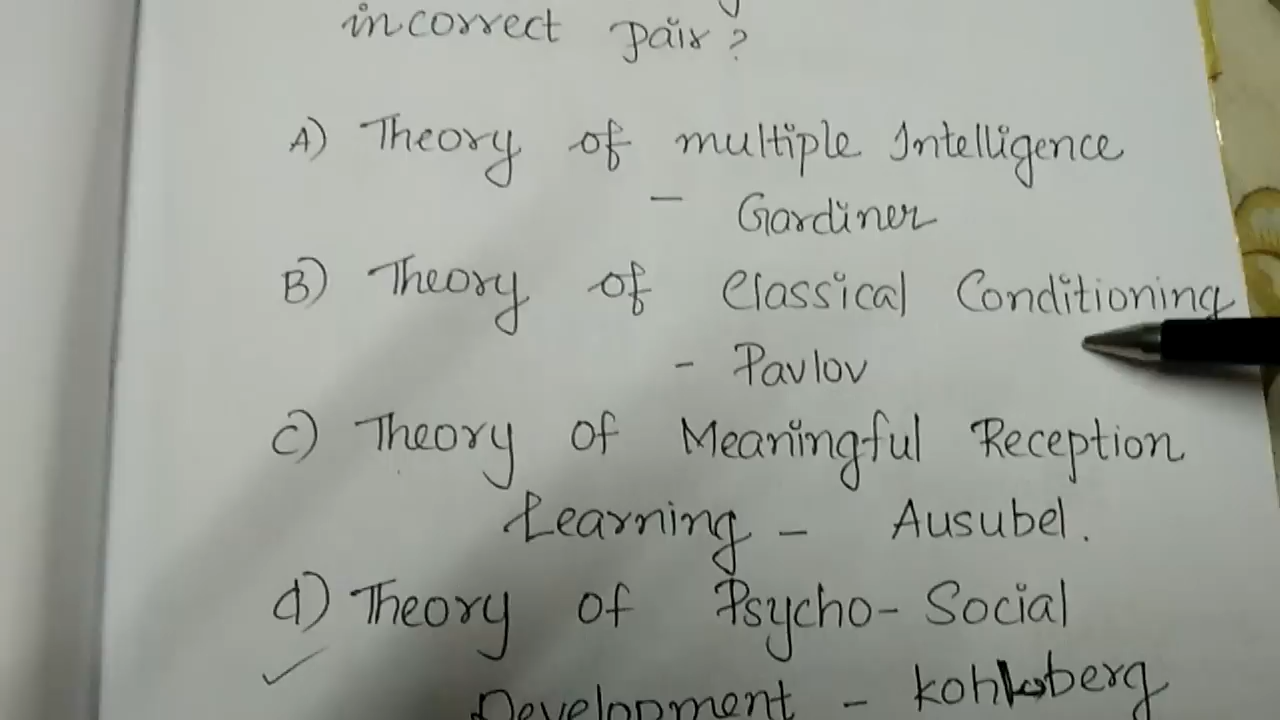 incorrect pair?
A) Theory of multiple Intelligence
- Gardiner
B) Theory of Classical Conditioning
- Pavlov
C) Theory of Meaningful Reception
Learning - Ausubel.
d) Theory of Psycho-Social
Development - Kohlberg